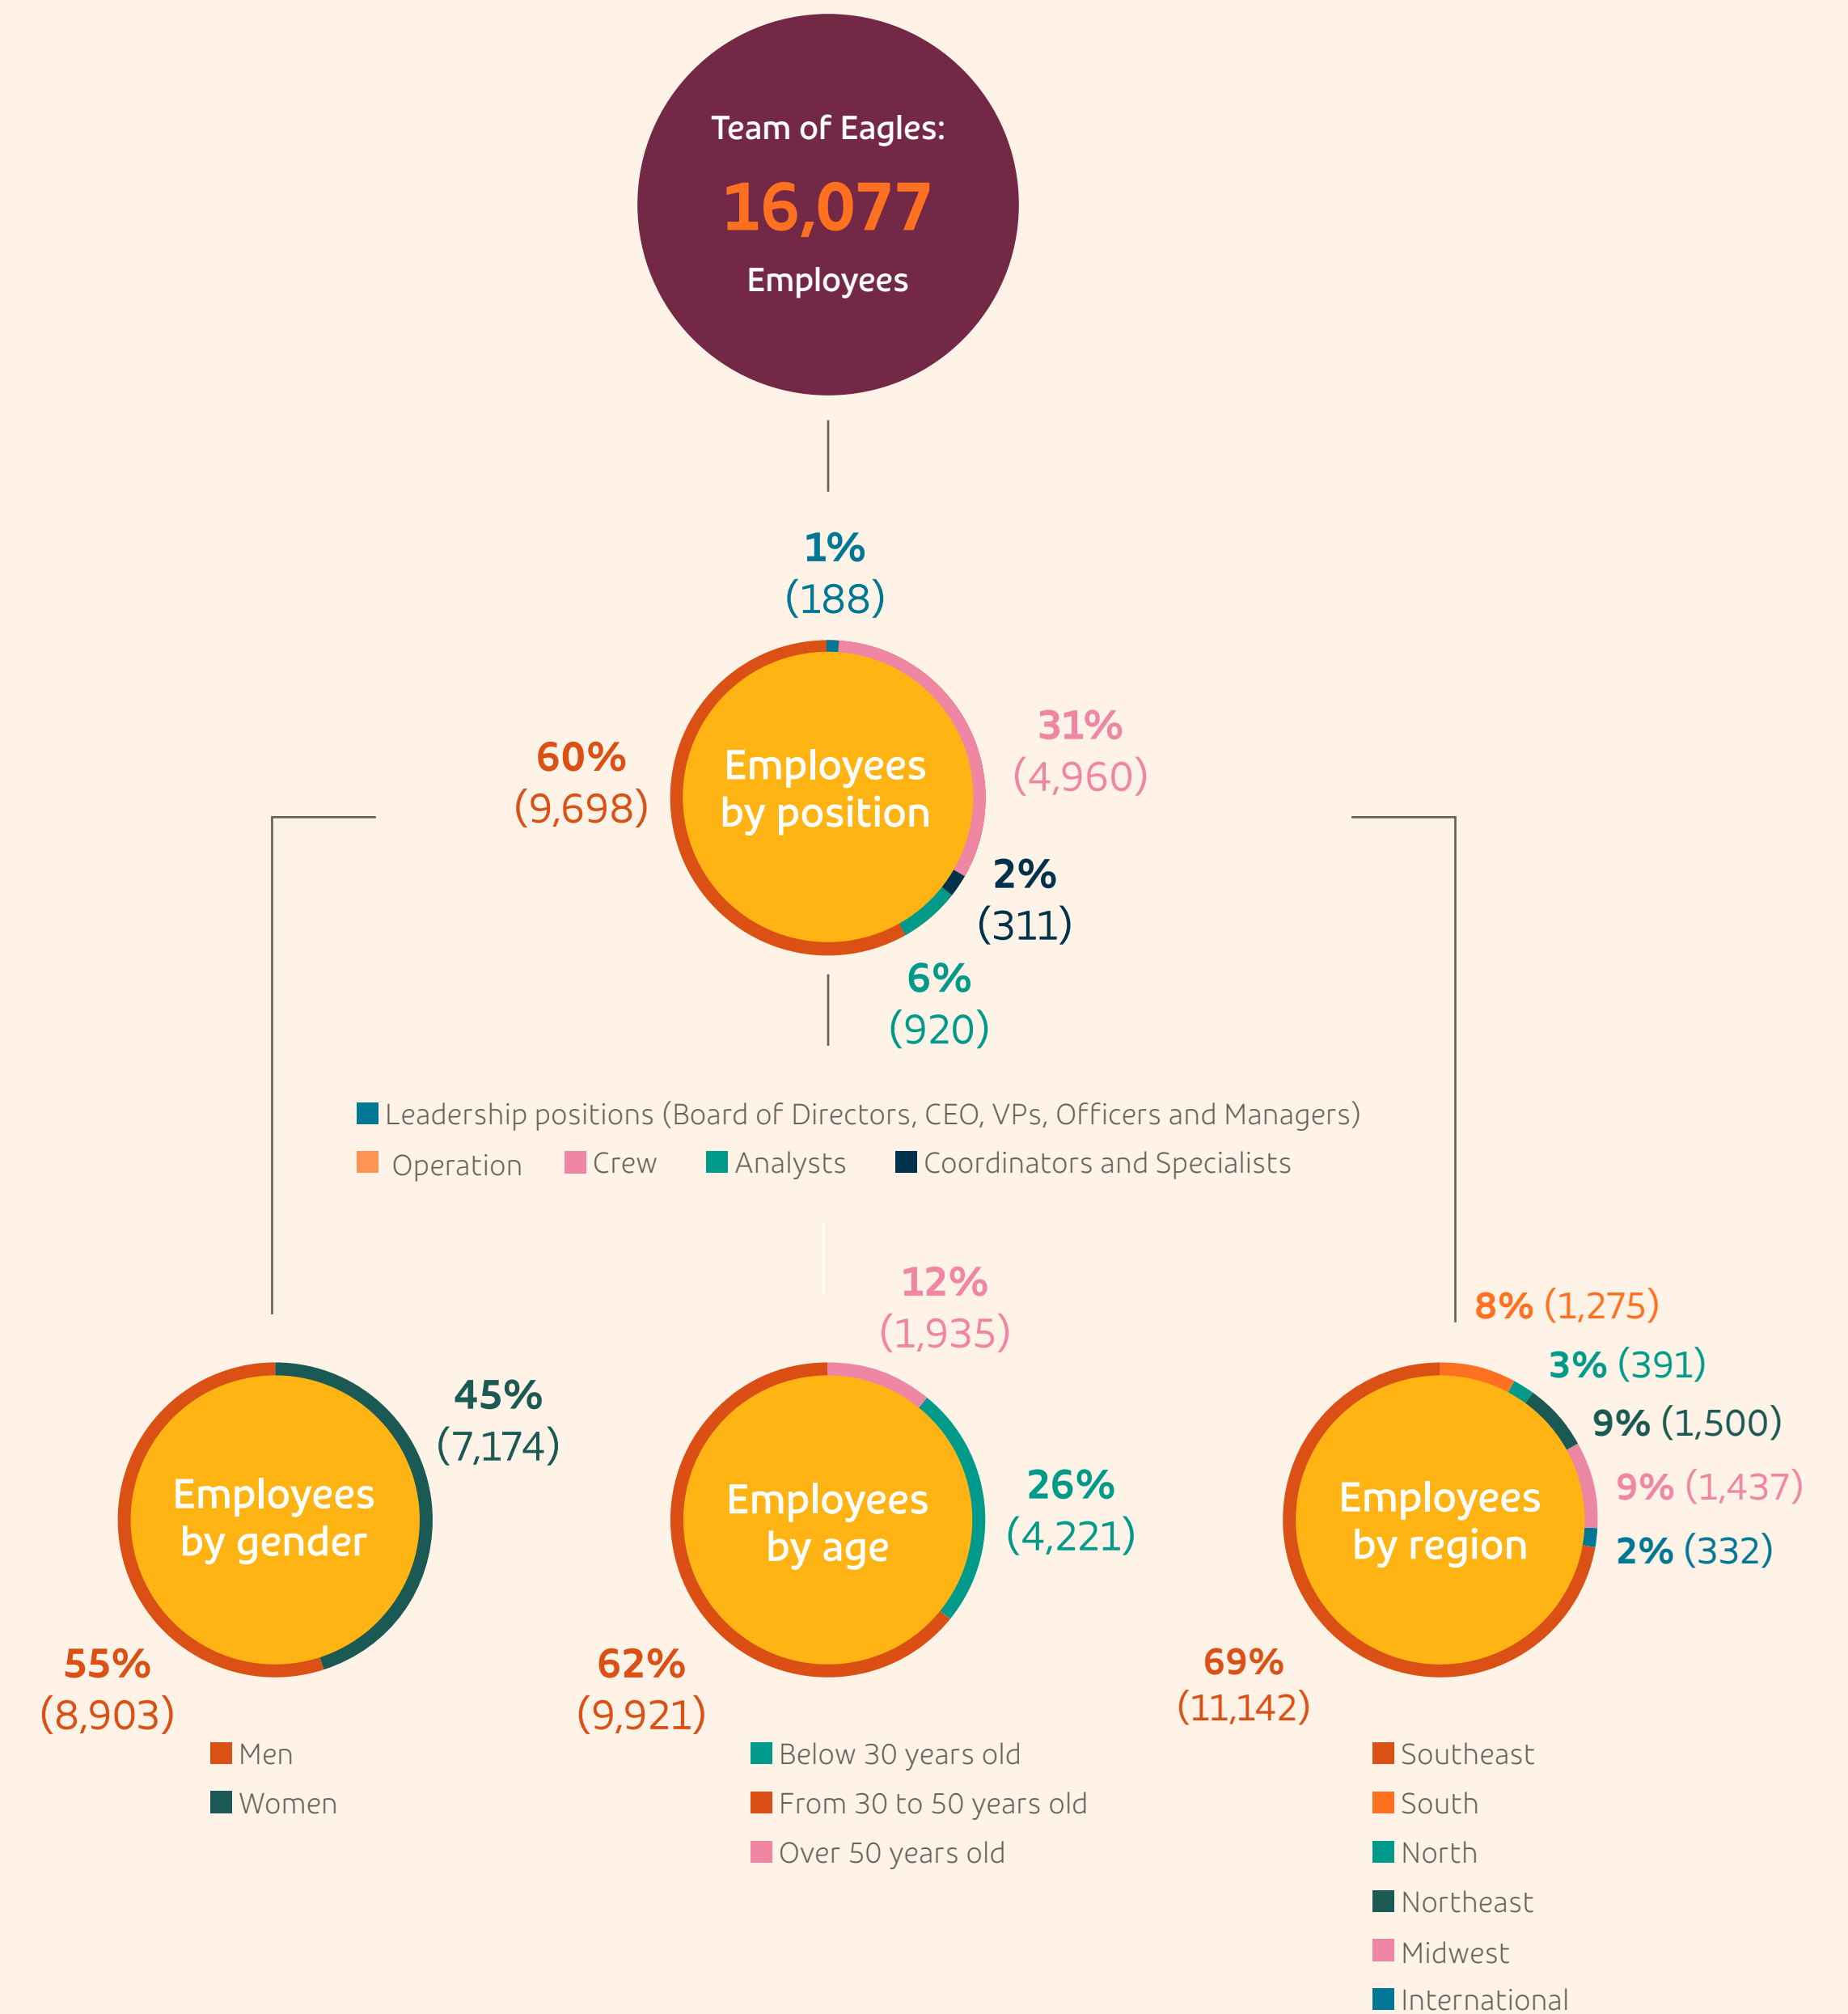 Team of Eagles:
16,077
Employees
1%
(188)
31%
(4,960)
60%
(9,698)
Employees
by position
2%
(311)
6%
(920)
Leadership positions (Board of Directors, CEO, VPs, Officers and Managers)
Operation Crew Analysts Coordinators and Specialists
45%
(7,174)
Employees
by gender
55%
(8,903)
Men
Women
12%
(1,935)
26%
(4,221)
Employees
by age
62%
(9,921)
Below 30 years old
From 30 to 50 years old
Over 50 years old
8% (1,275)
3% (391)
9% (1,500)
9% (1,437)
2% (332)
Employees
by region
69%
(11,142)
Southeast
South
North
Northeast
Midwest
International